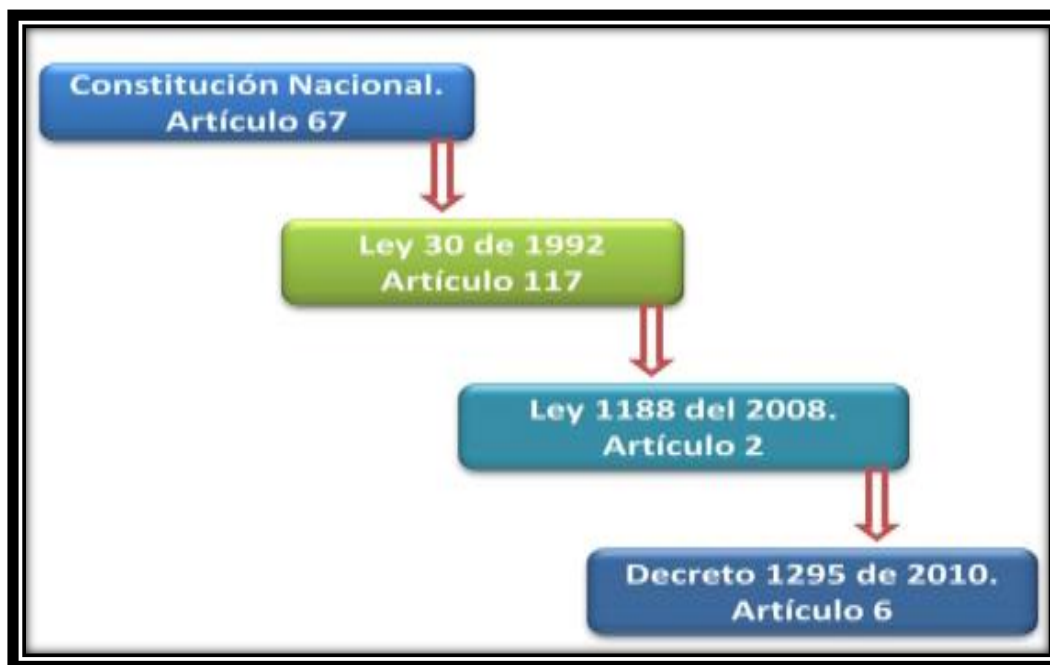 Constitución Nacional.
Artículo 67
Ley 30 de 1992
Artículo 117
Ley 1188 del 2008.
Artículo 2
Decreto 1295 de 2010.
Artículo 6